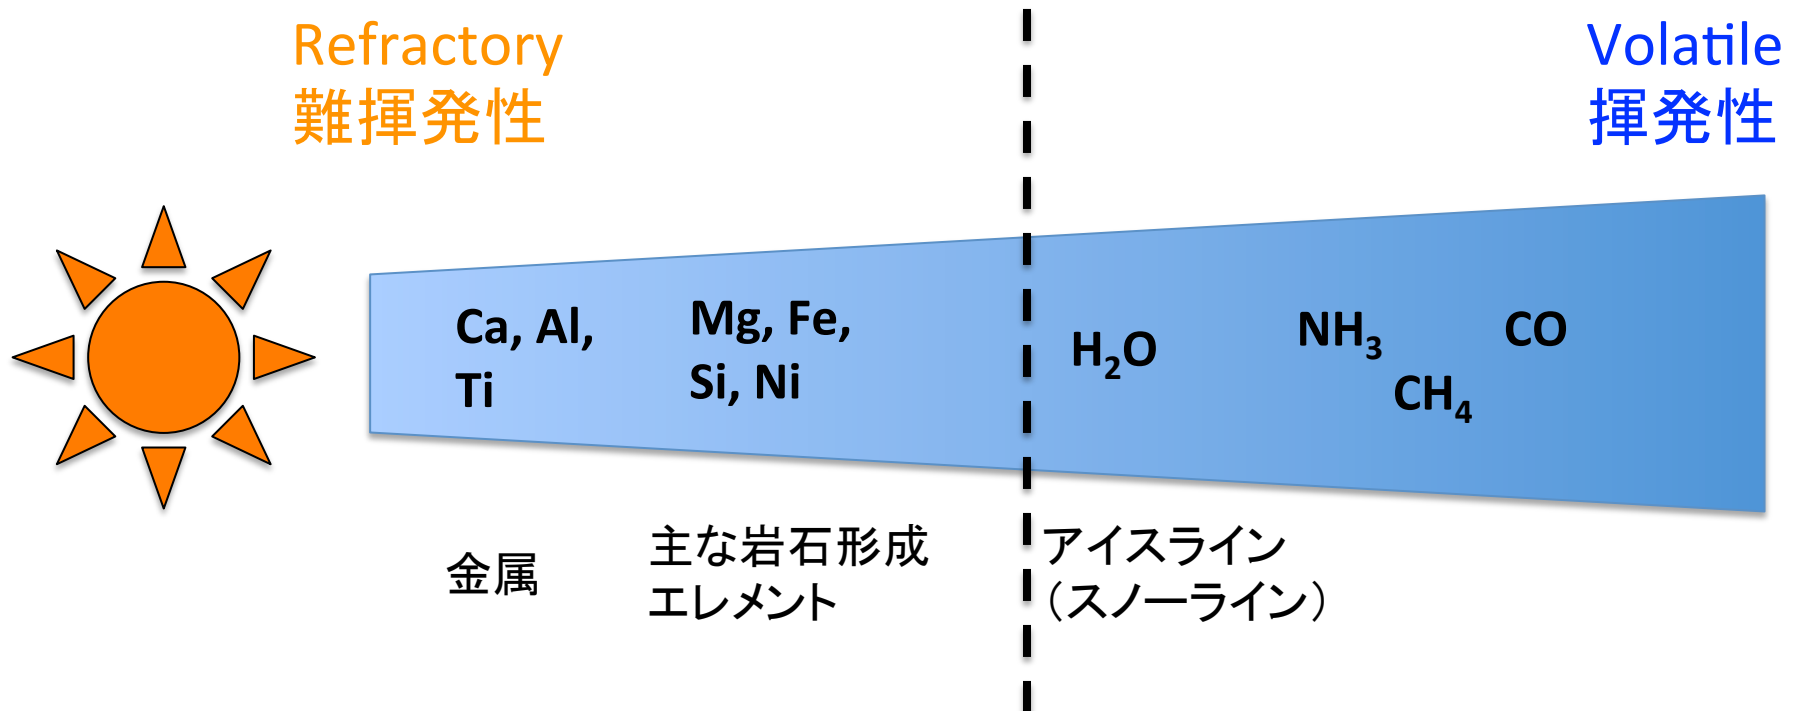 Refractory
難揮発性
Volatile
揮発性
Ca, Al,
Ti
Mg, Fe,
Si, Ni
H₂O
NH₃
CH₄
CO
金属
主な岩石形成
エレメント
アイスライン
（スノーライン）